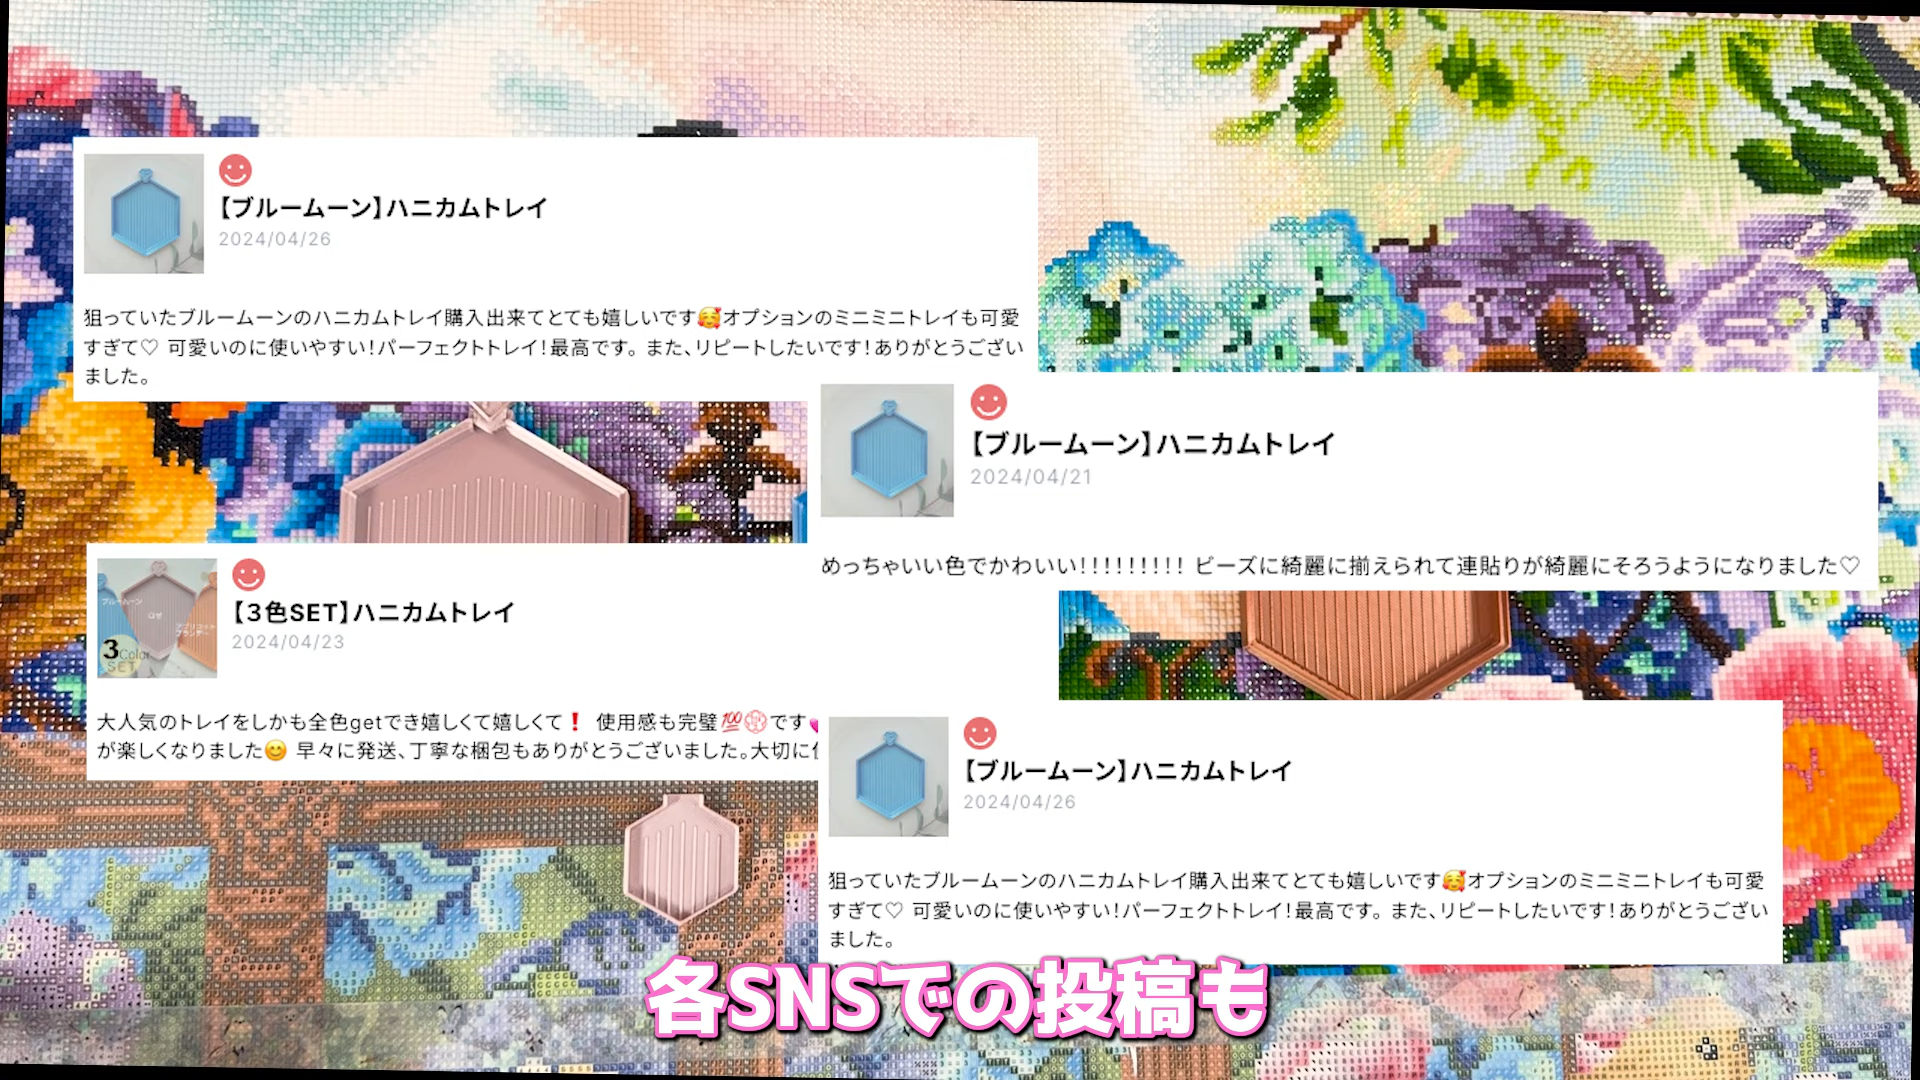 【ブルームーン】ハニカムトレイ
2024/04/26
狙っていたブルームーンのハニカムトレイ購入出来てとても嬉しいです🥰オプションのミニミニトレイも可愛
すぎて♡ 可愛いのに使いやすい！パーフェクトトレイ！最高です。また、リピートしたいです！ありがとうござい
ました。
【ブルームーン】ハニカムトレイ
2024/04/21
めっちゃいい色でかわいい！！！！！！！！！ ビーズに綺麗に揃えられて連貼りが綺麗にそろうようになりました♡
ブルームーン
ロゼ
3
Color
SET
【3色SET】ハニカムトレイ
2024/04/23
大人気のトレイをしかも全色getでき嬉しくて嬉しくて❗ 使用感も完璧💯💮です
が楽しくなりました😊 早々に発送、丁寧な梱包もありがとうございました。大切に
【ブルームーン】ハニカムトレイ
2024/04/26
狙っていたブルームーンのハニカムトレイ購入出来てとても嬉しいです🥰オプションのミニミニトレイも可愛
すぎて♡ 可愛いのに使いやすい！パーフェクトトレイ！最高です。また、リピートしたいです！ありがとうござい
ました。
各SNSでの投稿も